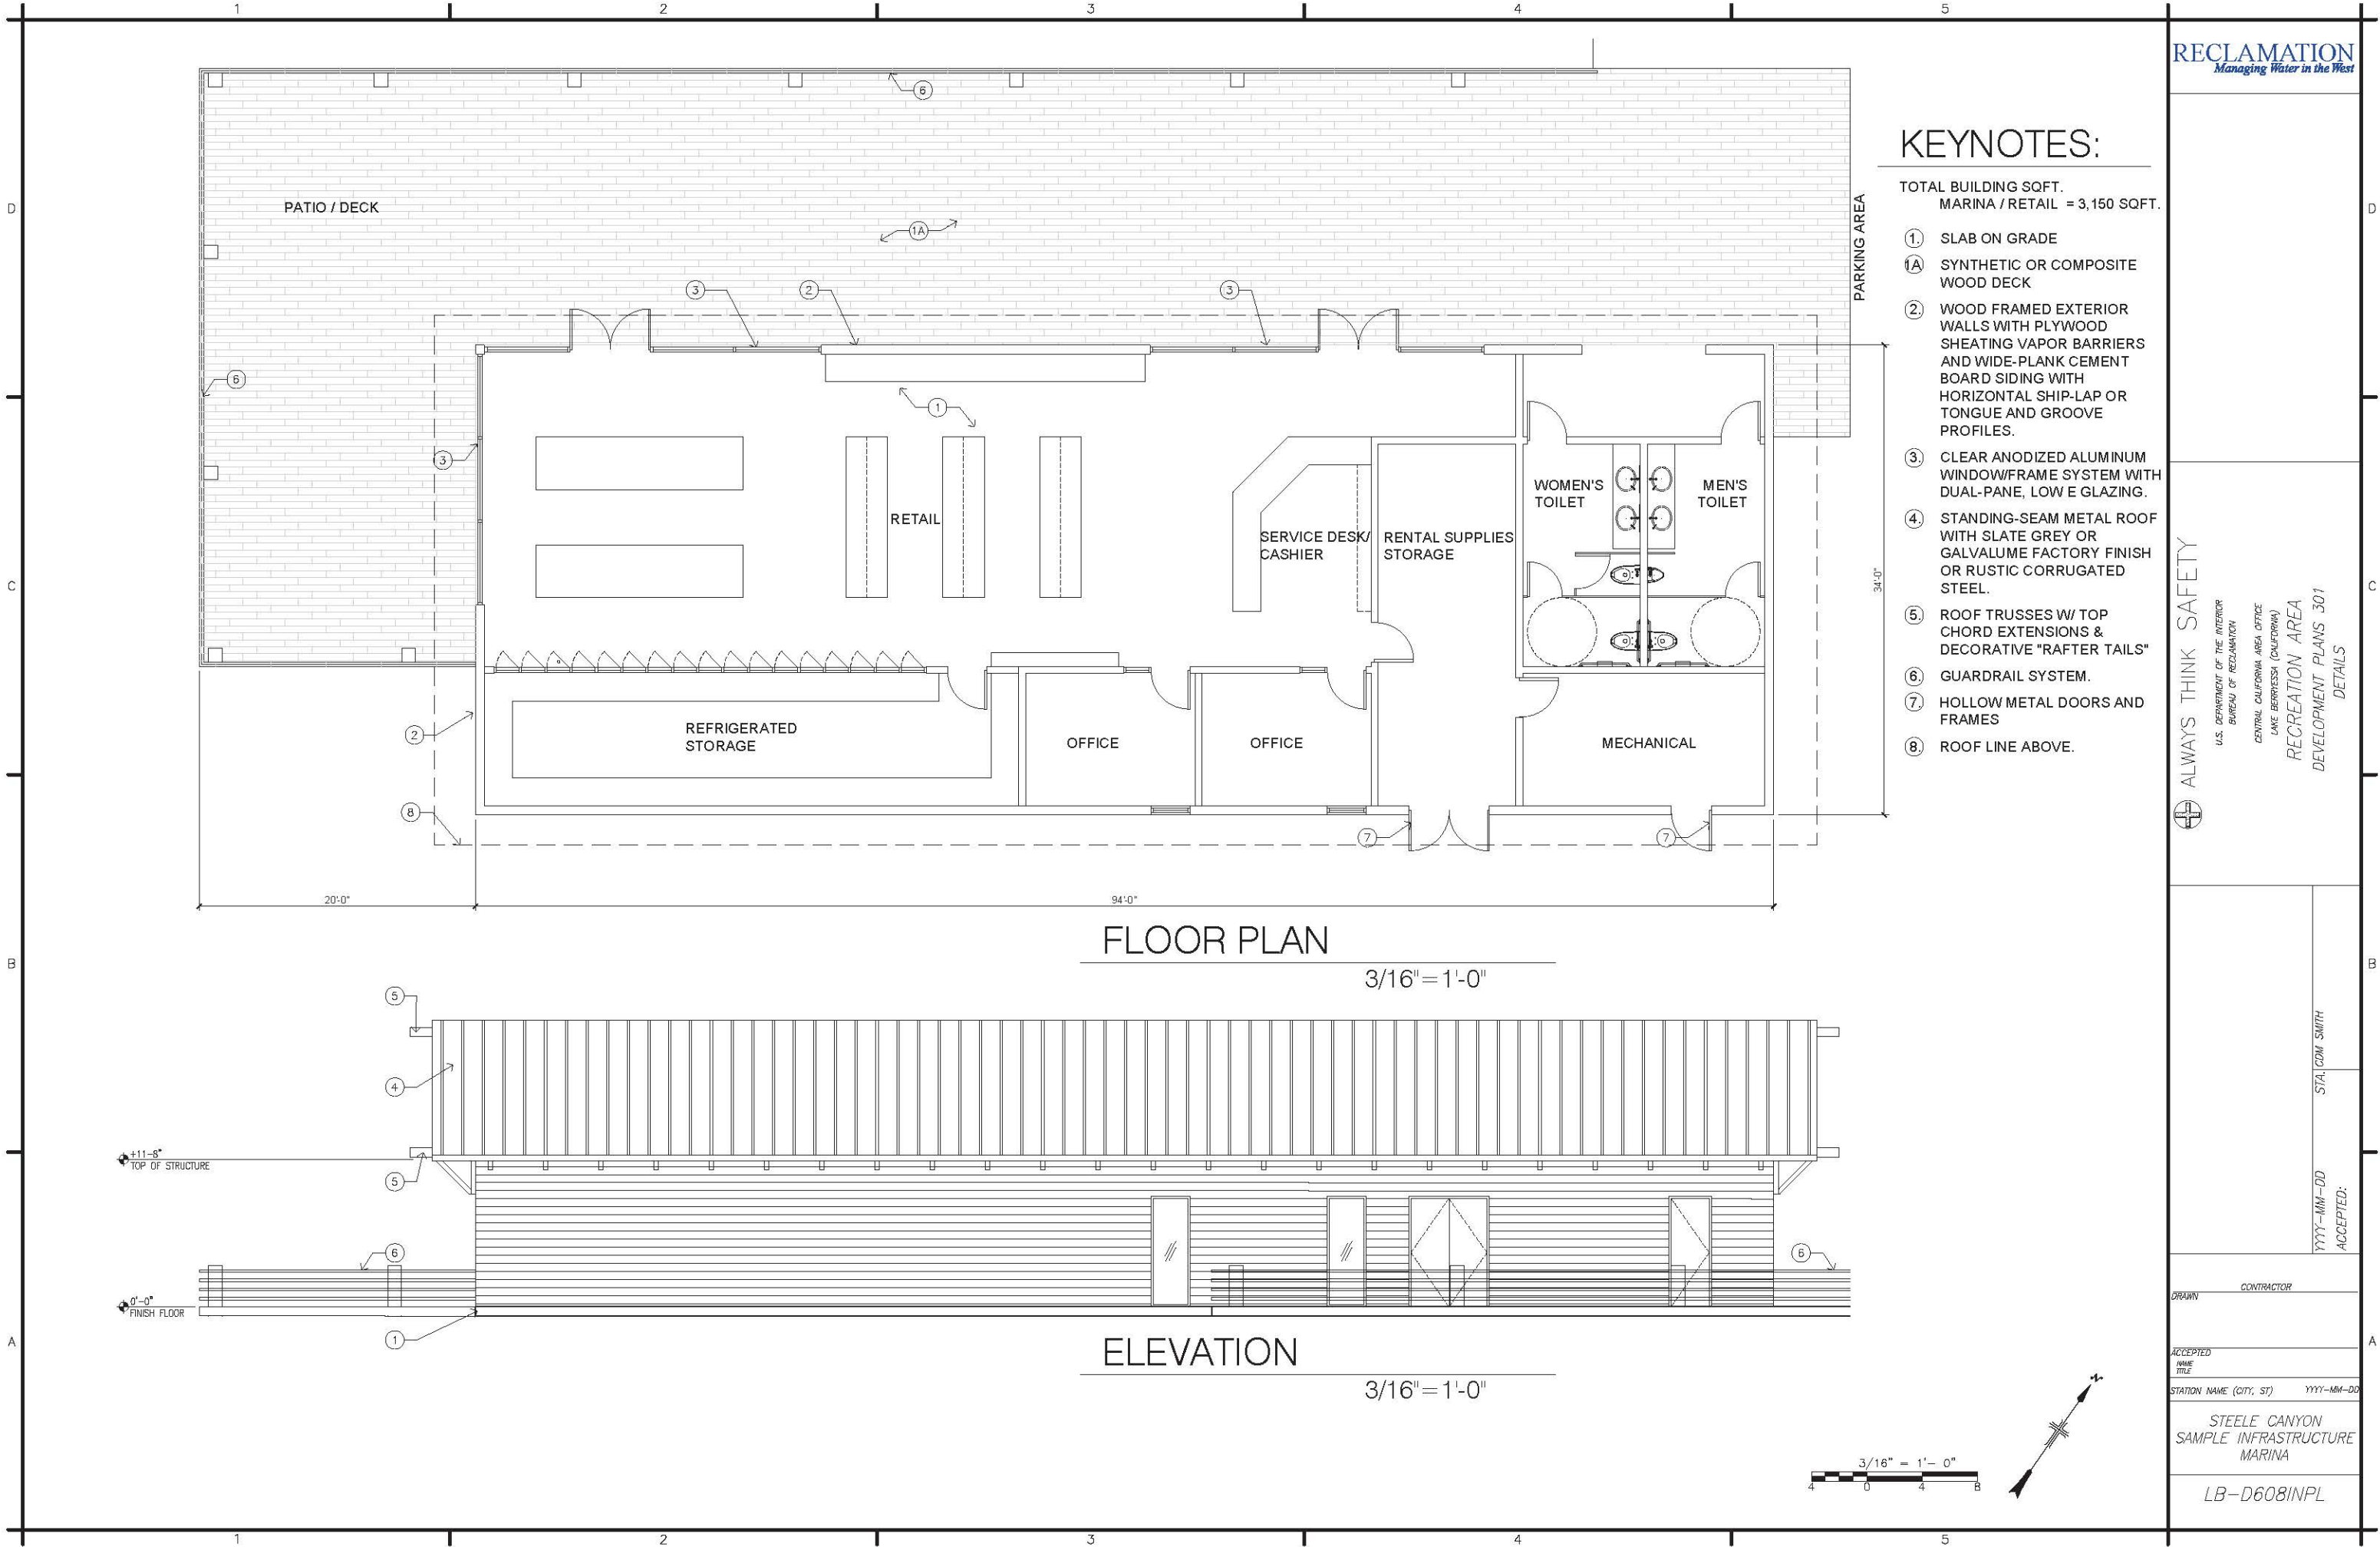 1 2 3 4 5
D
C
B
A
PATIO / DECK
6
1A
PARKING AREA
3
2
3
6
1
3
WOMEN'S
TOILET
MEN'S
TOILET
RETAIL
SERVICE DESK/
CASHIER
RENTAL SUPPLIES
STORAGE
34'-0"
REFRIGERATED
STORAGE
OFFICE
OFFICE
MECHANICAL
2
8
7
7
20'-0"
94'-0"
FLOOR PLAN
3/16"=1'-0"
5
4
+11-8"
TOP OF STRUCTURE
5
6
6
0'-0"
FINISH FLOOR
1
ELEVATION
3/16"=1'-0"
3/16" = 1'- 0"
4 0 4 8
N
KEYNOTES:
TOTAL BUILDING SQFT.
MARINA / RETAIL = 3,150 SQFT.
1. SLAB ON GRADE
1A SYNTHETIC OR COMPOSITE
WOOD DECK
2. WOOD FRAMED EXTERIOR
WALLS WITH PLYWOOD
SHEATING VAPOR BARRIERS
AND WIDE-PLANK CEMENT
BOARD SIDING WITH
HORIZONTAL SHIP-LAP OR
TONGUE AND GROOVE
PROFILES.
3. CLEAR ANODIZED ALUMINUM
WINDOW/FRAME SYSTEM WITH
DUAL-PANE, LOW E GLAZING.
4. STANDING-SEAM METAL ROOF
WITH SLATE GREY OR
GALVALUME FACTORY FINISH
OR RUSTIC CORRUGATED
STEEL.
5. ROOF TRUSSES W/ TOP
CHORD EXTENSIONS &
DECORATIVE "RAFTER TAILS"
6. GUARDRAIL SYSTEM.
7. HOLLOW METAL DOORS AND
FRAMES
8. ROOF LINE ABOVE.
RECLAMATION
Managing Water in the West
ALWAYS THINK SAFETY
U.S. DEPARTMENT OF THE INTERIOR
BUREAU OF RECLAMATION
CENTRAL CALIFORNIA AREA OFFICE
LAKE BERRYESSA (CALIFORNIA)
RECREATION AREA
DEVELOPMENT PLANS 301
DETAILS
STA. CDM SMITH
YYYY-MM-DD
ACCEPTED:
CONTRACTOR
DRAWN
ACCEPTED
NAME
TITLE
STATION NAME (CITY, ST) YYYY-MM-DD
STEELE CANYON
SAMPLE INFRASTRUCTURE
MARINA
LB-D608INPL
D
C
B
A
1 2 3 4 5